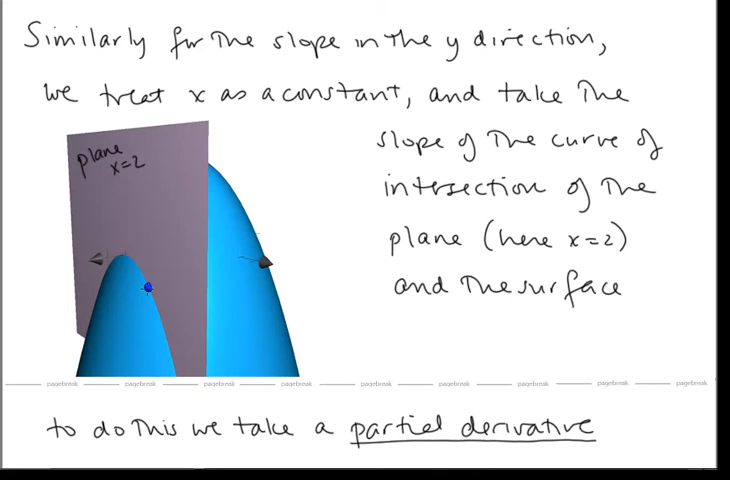 Similarly for the slope in the y direction,
we treat x as a constant, and take the
slope of the curve of
plane
x=2
intersection of the
plane (here x=2)
and the surface
pagebreak pagebreak pagebreak pagebreak pagebreak pagebreak pagebreak pagebreak pagebreak
to do this we take a partial derivative